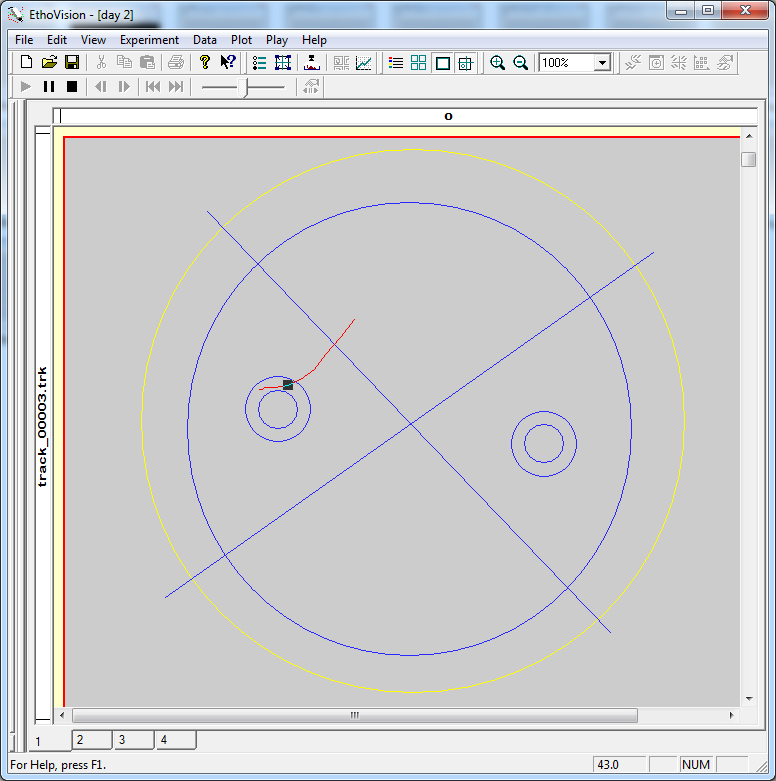 EthoVision - [day 2]
File Edit View Experiment Data Plot Play Help
100%
o
track_00003.trk
1 2 3 4
For Help, press F1. 43.0 NUM